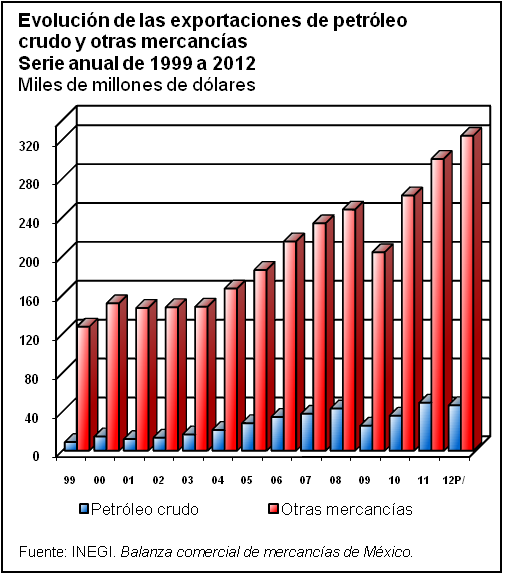 Evolución de las exportaciones de petróleo
crudo y otras mercancías
Serie anual de 1999 a 2012
Miles de millones de dólares
320
280
240
200
160
120
80
40
0
99 00 01 02 03 04 05 06 07 08 09 10 11 12P/
Petróleo crudo Otras mercancías
Fuente: INEGI. Balanza comercial de mercancías de México.